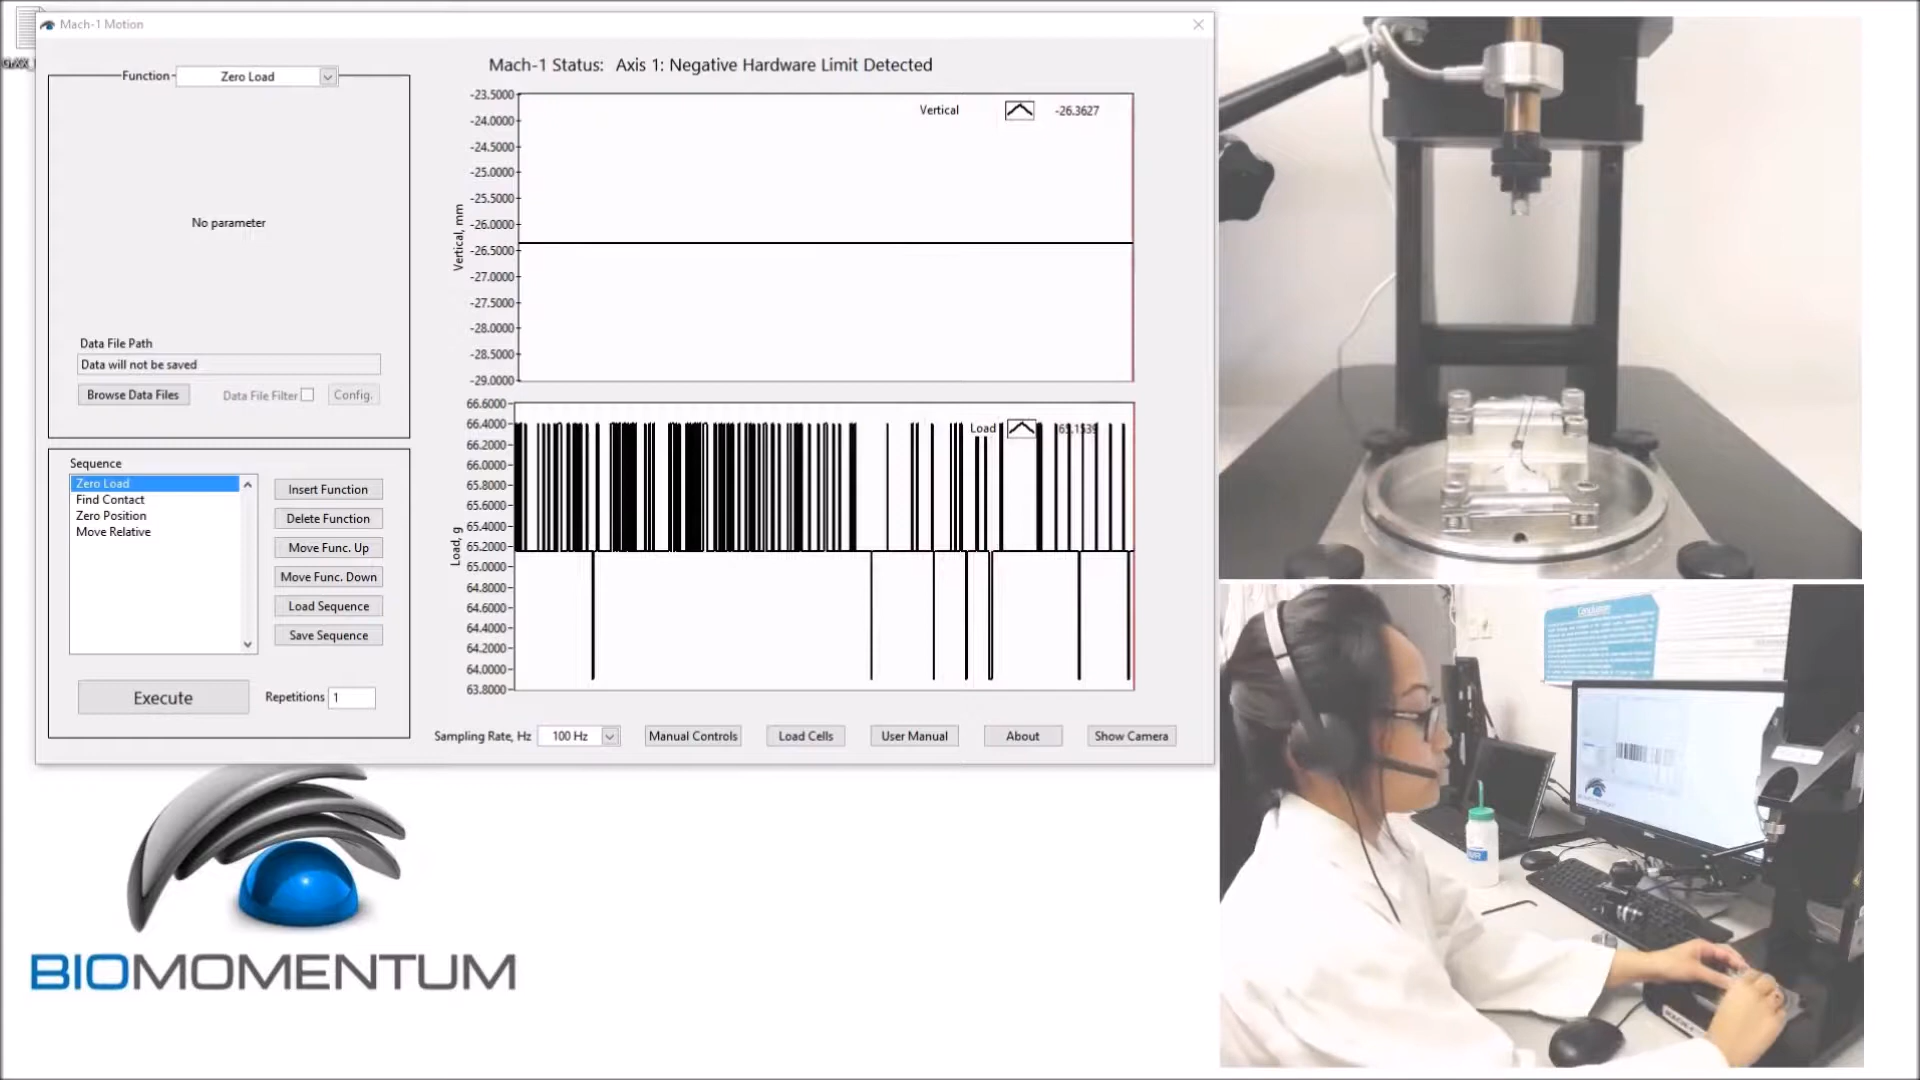 Mach-1 Motion
Function
Zero Load
No parameter
Data File Path
Data will not be saved
Browse Data Files
Data File Filter
Config.
Sequence
Zero Load
Find Contact
Zero Position
Move Relative
Insert Function
Delete Function
Move Func. Up
Move Func. Down
Load Sequence
Save Sequence
Execute
Repetitions 1
Mach-1 Status: Axis 1: Negative Hardware Limit Detected
Vertical -26.3627
Vertical, mm
-23.5000
-24.0000
-24.5000
-25.0000
-25.5000
-26.0000
-26.5000
-27.0000
-27.5000
-28.0000
-28.5000
-29.0000
Load
Load, g
66.6000
66.4000
66.2000
66.0000
65.8000
65.6000
65.4000
65.2000
65.0000
64.8000
64.6000
64.4000
64.2000
64.0000
63.8000
Sampling Rate, Hz 100 Hz
Manual Controls
Load Cells
User Manual
About
Show Camera
BIOMOMENTUM